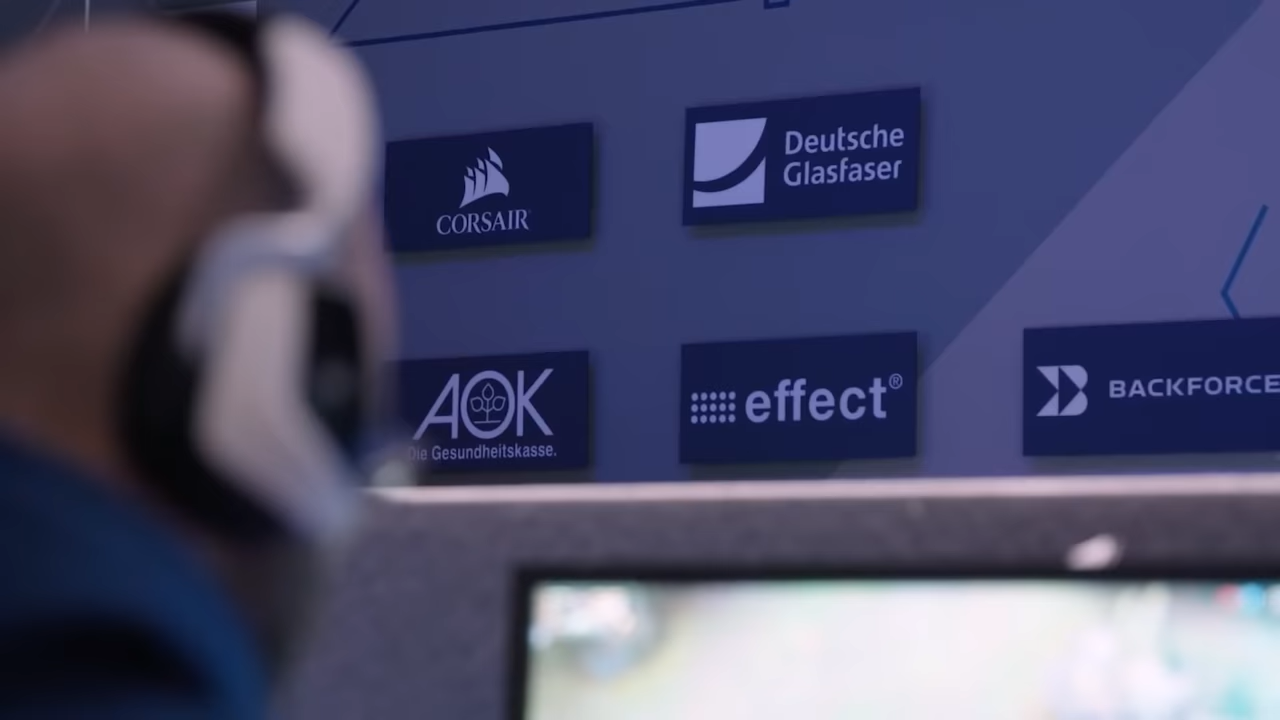 CORSAIR
Deutsche
Glasfaser
AOK
Die Gesundheitskasse.
effect®
BACKFORCE